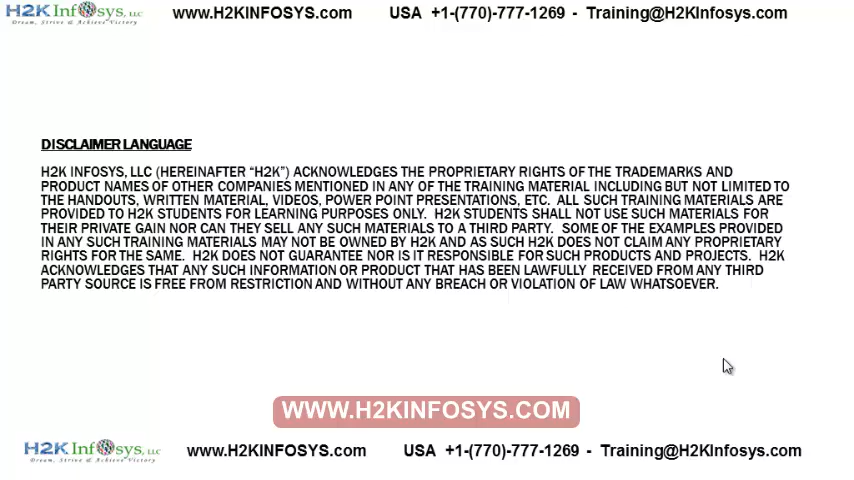 H2K Infosys, LLC www.H2KINFOSYS.com USA +1-(770)-777-1269 - Training@H2KInfosys.com
Dream, Strive & Achieve Victory
DISCLAIMER LANGUAGE
H2K INFOSYS, LLC (HEREINAFTER “H2K”) ACKNOWLEDGES THE PROPRIETARY RIGHTS OF THE TRADEMARKS AND
PRODUCT NAMES OF OTHER COMPANIES MENTIONED IN ANY OF THE TRAINING MATERIAL INCLUDING BUT NOT LIMITED TO
THE HANDOUTS, WRITTEN MATERIAL, VIDEOS, POWER POINT PRESENTATIONS, ETC. ALL SUCH TRAINING MATERIALS ARE
PROVIDED TO H2K STUDENTS FOR LEARNING PURPOSES ONLY. H2K STUDENTS SHALL NOT USE SUCH MATERIALS FOR
THEIR PRIVATE GAIN NOR CAN THEY SELL ANY SUCH MATERIALS TO A THIRD PARTY. SOME OF THE EXAMPLES PROVIDED
IN ANY SUCH TRAINING MATERIALS MAY NOT BE OWNED BY H2K AND AS SUCH H2K DOES NOT CLAIM ANY PROPRIETARY
RIGHTS FOR THE SAME. H2K DOES NOT GUARANTEE NOR IS IT RESPONSIBLE FOR SUCH PRODUCTS AND PROJECTS. H2K
ACKNOWLEDGES THAT ANY SUCH INFORMATION OR PRODUCT THAT HAS BEEN LAWFULLY RECEIVED FROM ANY THIRD
PARTY SOURCE IS FREE FROM RESTRICTION AND WITHOUT ANY BREACH OR VIOLATION OF LAW WHATSOEVER.
WWW.H2KINFOSYS.COM
H2K Infosys, LLC www.H2KINFOSYS.com USA +1-(770)-777-1269 - Training@H2KInfosys.com
Dream, Strive & Achieve Victory